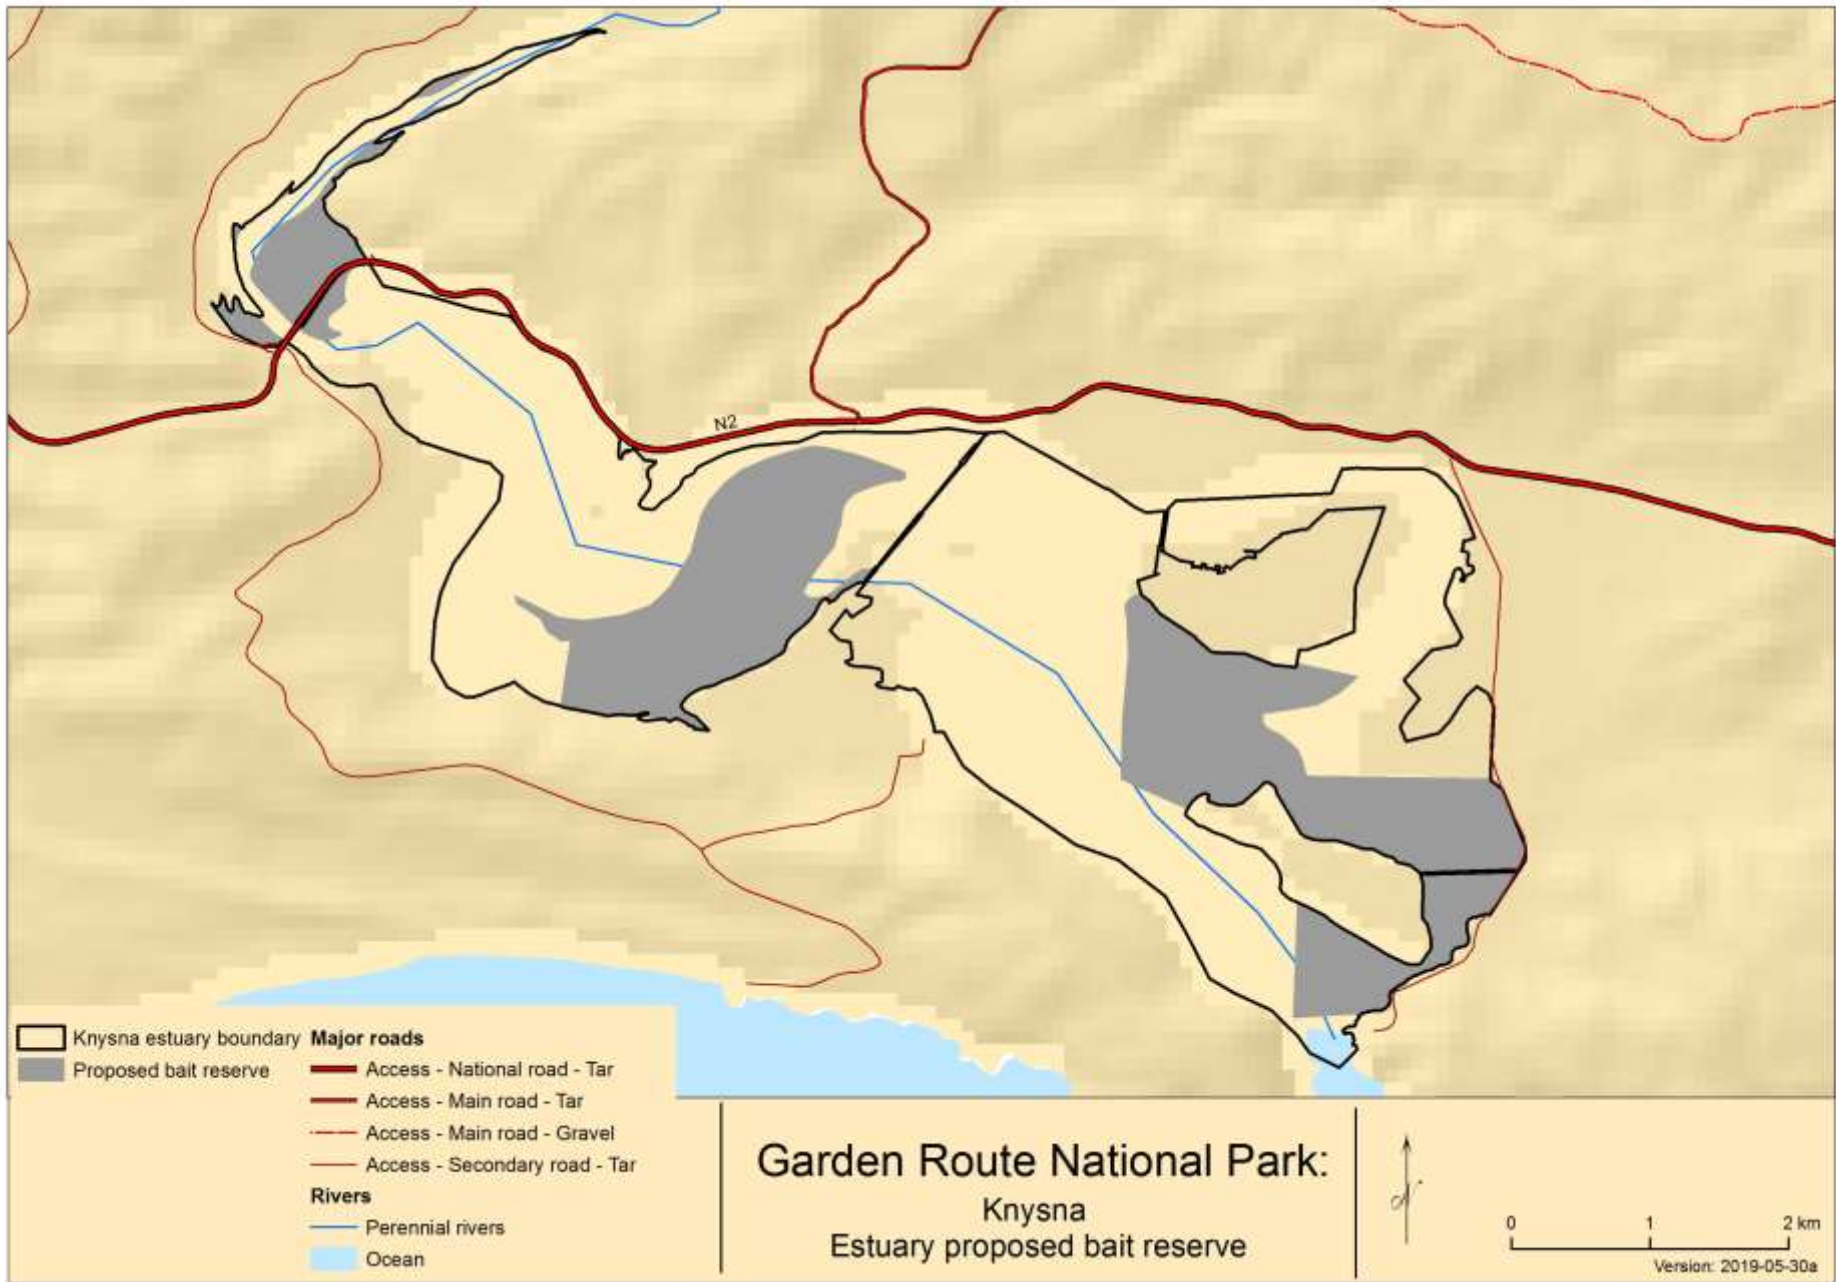 N2
Knysna estuary boundary
Proposed bait reserve
Major roads
Access - National road - Tar
Access - Main road - Tar
Access - Main road - Gravel
Access - Secondary road - Tar
Rivers
Perennial rivers
Ocean
Garden Route National Park:
Knysna
Estuary proposed bait reserve
N
0 1 2 km
Version: 2019-05-30a